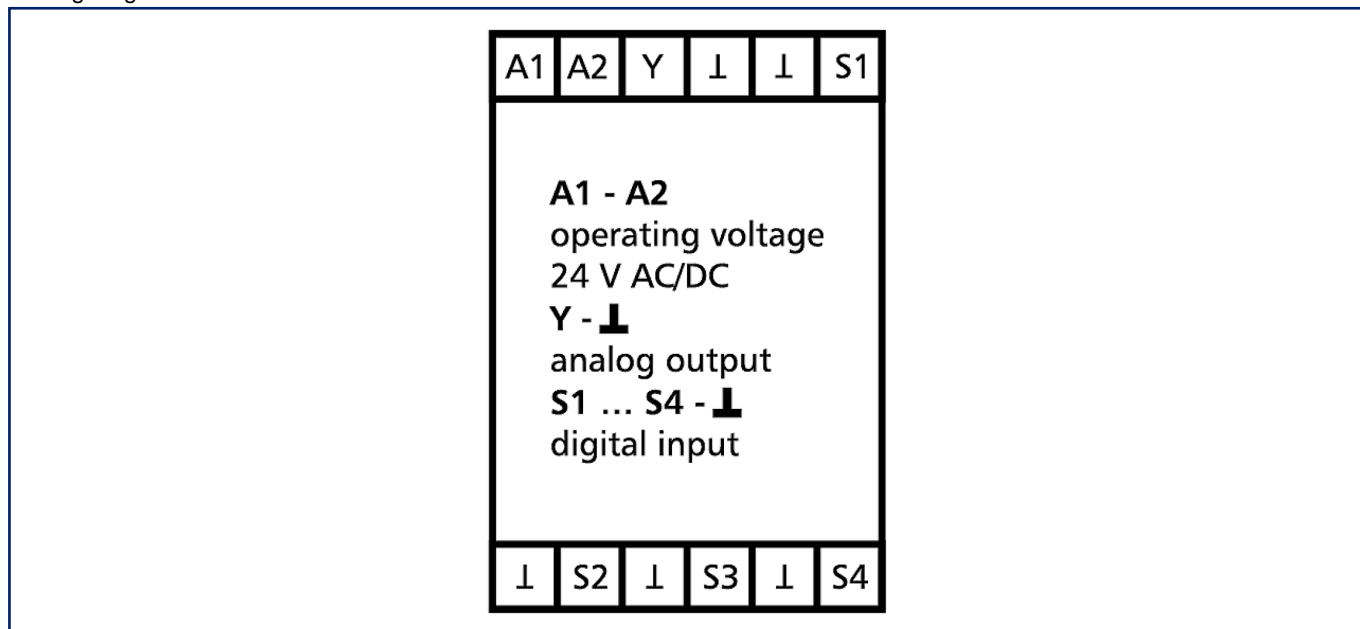 A1 A2 Y ⊥ ⊥ S1
A1 - A2
operating voltage
24 V AC/DC
Y - ⊥
analog output
S1 ... S4 - ⊥
digital input
⊥ S2 ⊥ S3 ⊥ S4